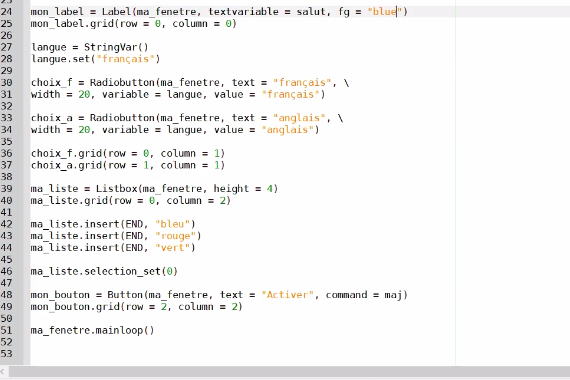 24 mon_label = Label(ma_fenetre, textvariable = salut, fg = "blue")
25 mon_label.grid(row = 0, column = 0)
26
27 langue = StringVar()
28 langue.set("français")
29
30 choix_f = Radiobutton(ma_fenetre, text = "français", \
31 width = 20, variable = langue, value = "français")
32
33 choix_a = Radiobutton(ma_fenetre, text = "anglais", \
34 width = 20, variable = langue, value = "anglais")
35
36 choix_f.grid(row = 0, column = 1)
37 choix_a.grid(row = 1, column = 1)
38
39 ma_liste = Listbox(ma_fenetre, height = 4)
40 ma_liste.grid(row = 0, column = 2)
41
42 ma_liste.insert(END, "bleu")
43 ma_liste.insert(END, "rouge")
44 ma_liste.insert(END, "vert")
45
46 ma_liste.selection_set(0)
47
48 mon_bouton = Button(ma_fenetre, text = "Activer", command = maj)
49 mon_bouton.grid(row = 2, column = 2)
50
51 ma_fenetre.mainloop()
52
53